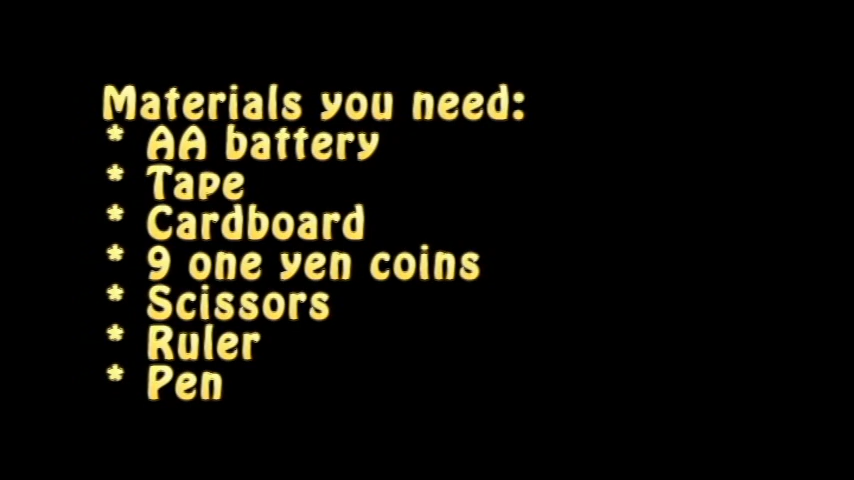 Materials you need:
* AA battery
* Tape
* Cardboard
* 9 one yen coins
* Scissors
* Ruler
* Pen